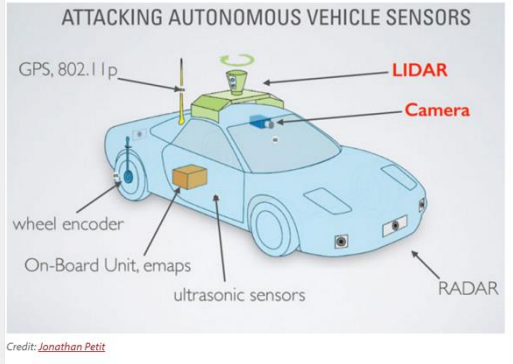 ATTACKING AUTONOMOUS VEHICLE SENSORS
GPS, 802.11p
LIDAR
Camera
wheel encoder
On-Board Unit, emaps
ultrasonic sensors
RADAR
Credit: Jonathan Petit